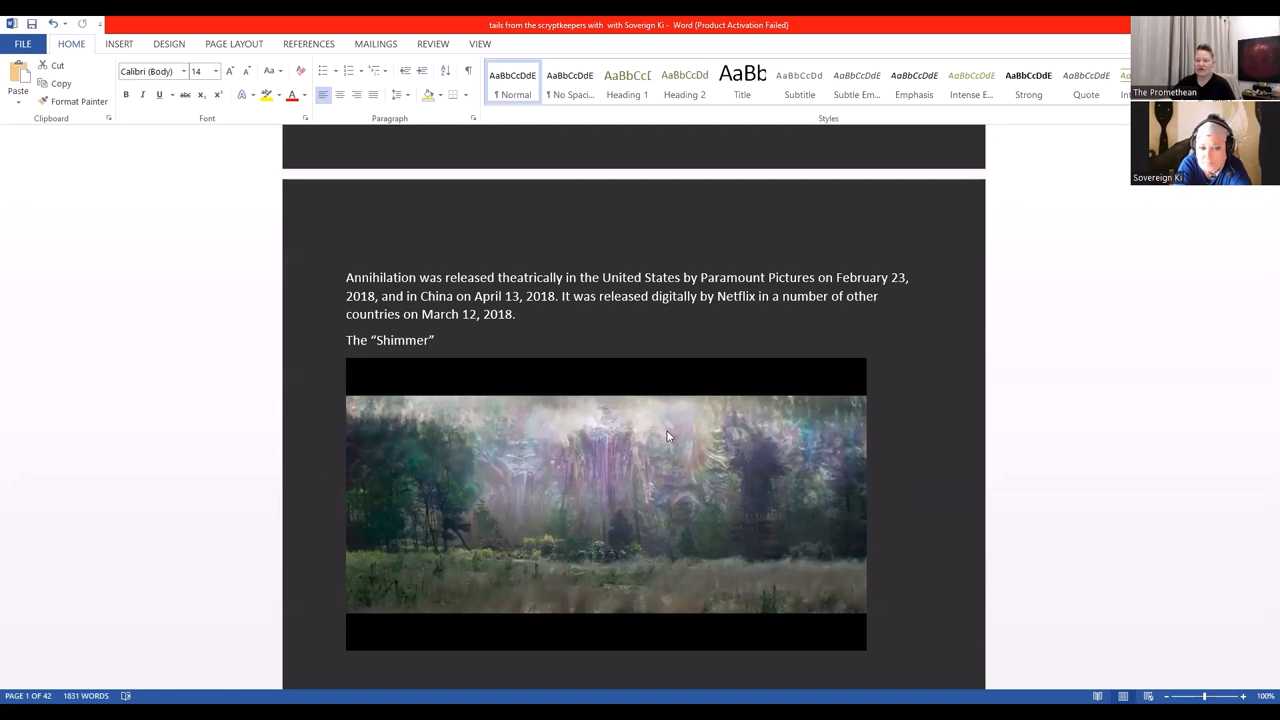 tails from the scryptkeepers with with Soverign Ki - Word (Product Activation Failed)
FILE HOME INSERT DESIGN PAGE LAYOUT REFERENCES MAILINGS REVIEW VIEW
Paste
Cut
Copy
Format Painter
Clipboard
Calibri (Body) 14
Font
Paragraph
AaBbCcDdE AaBbCcDdE AaBbC₍ AaBbCcDd AaBb AaBbCcDd AaBbCcDdE AaBbCcDdE AaBbCcDdE AaBbCcDdE AaBbCcDdE
¶ Normal ¶ No Spaci... Heading 1 Heading 2 Title Subtitle Subtle Em... Emphasis Intense E... Strong Quote
Styles
The Promethean
Sovereign Ki
Annihilation was released theatrically in the United States by Paramount Pictures on February 23,
2018, and in China on April 13, 2018. It was released digitally by Netflix in a number of other
countries on March 12, 2018.
The “Shimmer”
PAGE 1 OF 42 1831 WORDS
100%